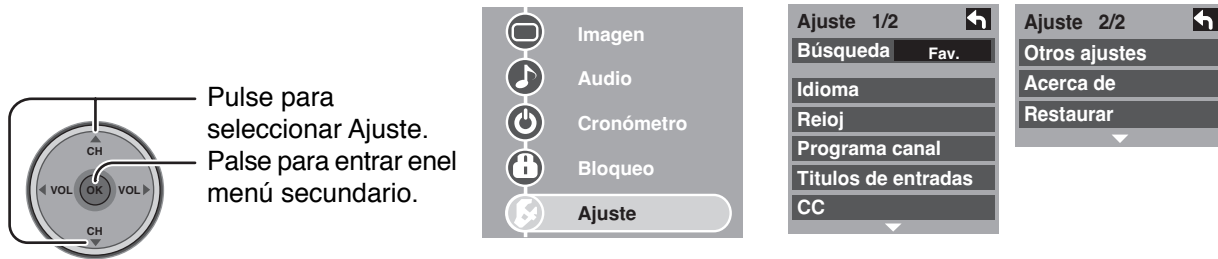 CH
VOL
OK
VOL
CH
Pulse para
seleccionar Ajuste.
Palse para entrar enel
menú secundario.
Imagen
Audio
Cronómetro
Bloqueo
Ajuste
Ajuste 1/2
Búsqueda Fav.
Idioma
Reioj
Programa canal
Titulos de entradas
CC
Ajuste 2/2
Otros ajustes
Acerca de
Restaurar